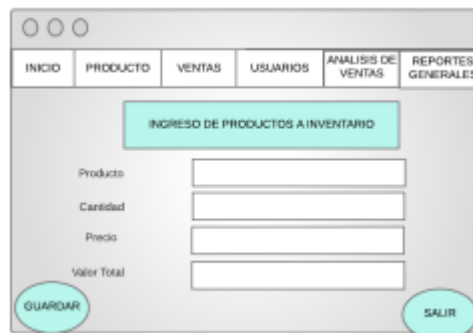 INICIO
PRODUCTO
VENTAS
USUARIOS
ANALISIS DE
VENTAS
REPORTES
GENERALES
INGRESO DE PRODUCTOS A INVENTARIO
Producto
Cantidad
Precio
Valor Total
GUARDAR
SALIR